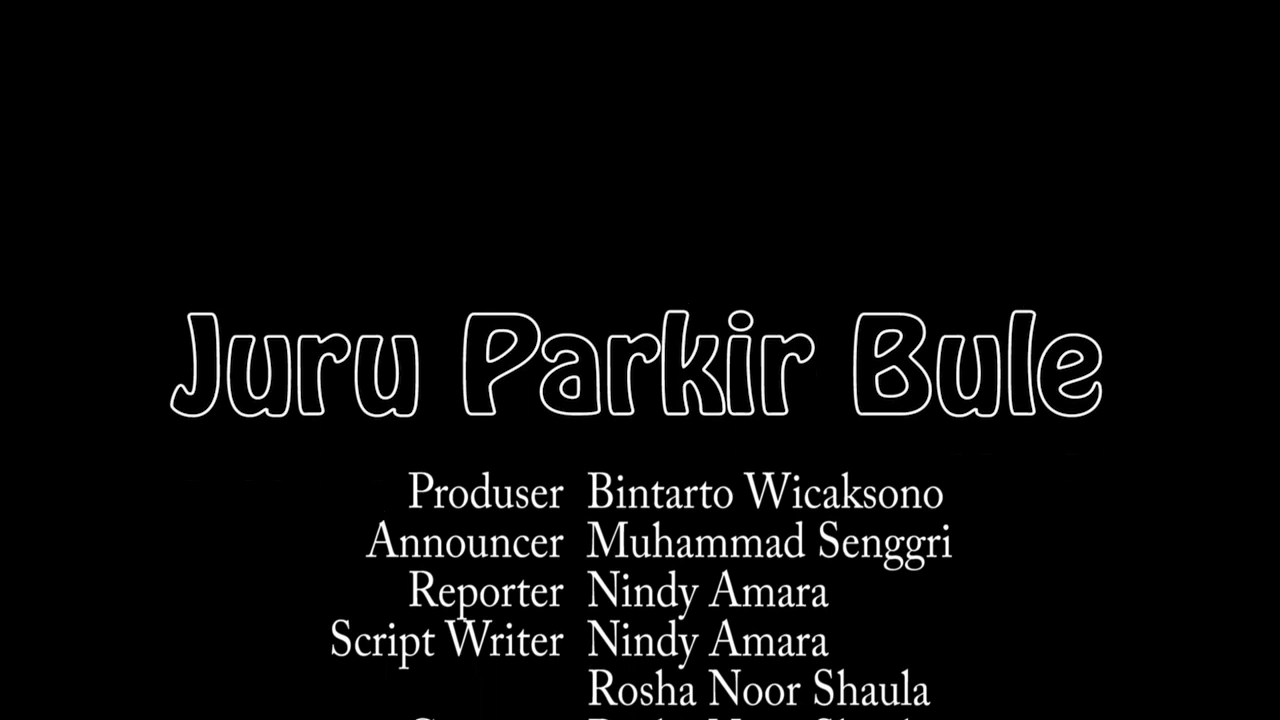 Juru Parkir Bule
Produser Bintarto Wicaksono
Announcer Muhammad Senggri
Reporter Nindy Amara
Script Writer Nindy Amara
Rosha Noor Shaula